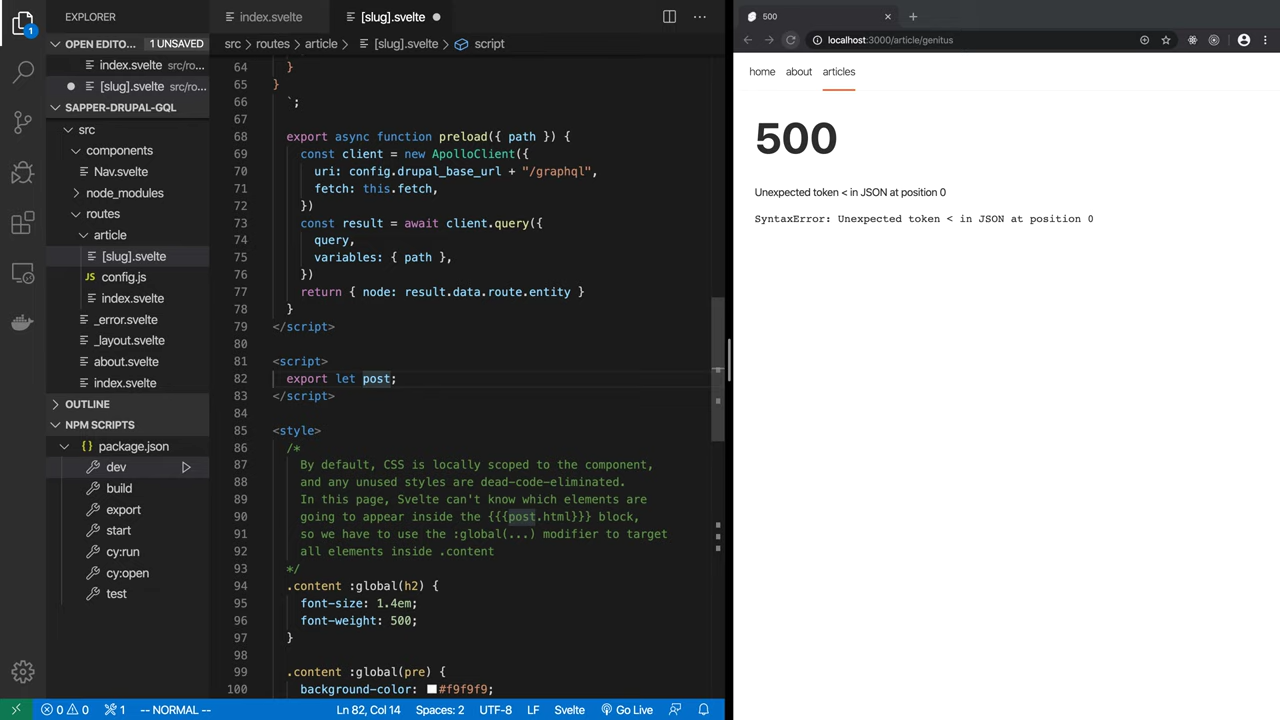 EXPLORER
1
OPEN EDITO... 1 UNSAVED
index.svelte src/ro...
[slug].svelte src/ro...
SAPPER-DRUPAL-GQL
src
components
Nav.svelte
node_modules
routes
article
[slug].svelte
JS config.js
index.svelte
_error.svelte
_layout.svelte
about.svelte
index.svelte
OUTLINE
NPM SCRIPTS
{} package.json
dev
build
export
start
cy:run
cy:open
test
index.svelte
[slug].svelte
...
src > routes > article > [slug].svelte > script
64 }
65 }
66 `;
67
68 export async function preload({ path }) {
69 const client = new ApolloClient({
70 uri: config.drupal_base_url + "/graphql",
71 fetch: this.fetch,
72 })
73 const result = await client.query({
74 query,
75 variables: { path },
76 })
77 return { node: result.data.route.entity }
78 }
79 </script>
80
81 <script>
82 export let post;
83 </script>
84
85 <style>
86 /*
87 By default, CSS is locally scoped to the component,
88 and any unused styles are dead-code-eliminated.
89 In this page, Svelte can't know which elements are
90 going to appear inside the {{{post.html}}} block,
91 so we have to use the :global(...) modifier to target
92 all elements inside .content
93 */
94 .content :global(h2) {
95 font-size: 1.4em;
96 font-weight: 500;
97 }
98
99 .content :global(pre) {
100 background-color: #f9f9f9;
0 0 1 -- NORMAL -- Ln 82, Col 14 Spaces: 2 UTF-8 LF Svelte Go Live
500
localhost:3000/article/genitus
home about articles
500
Unexpected token < in JSON at position 0
SyntaxError: Unexpected token < in JSON at position 0